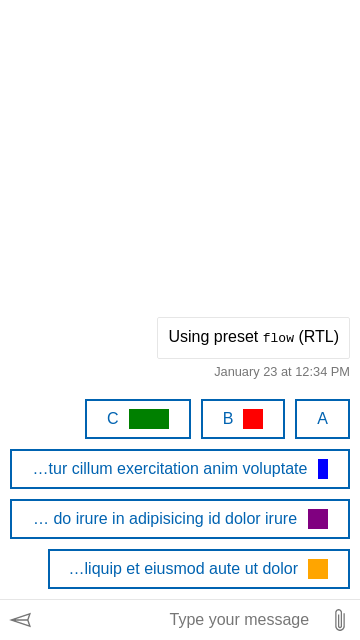 Using preset flow (RTL)
January 23 at 12:34 PM
A
B
C
…tur cillum exercitation anim voluptate
… do irure in adipisicing id dolor irure
…liquip et eiusmod aute ut dolor
Type your message